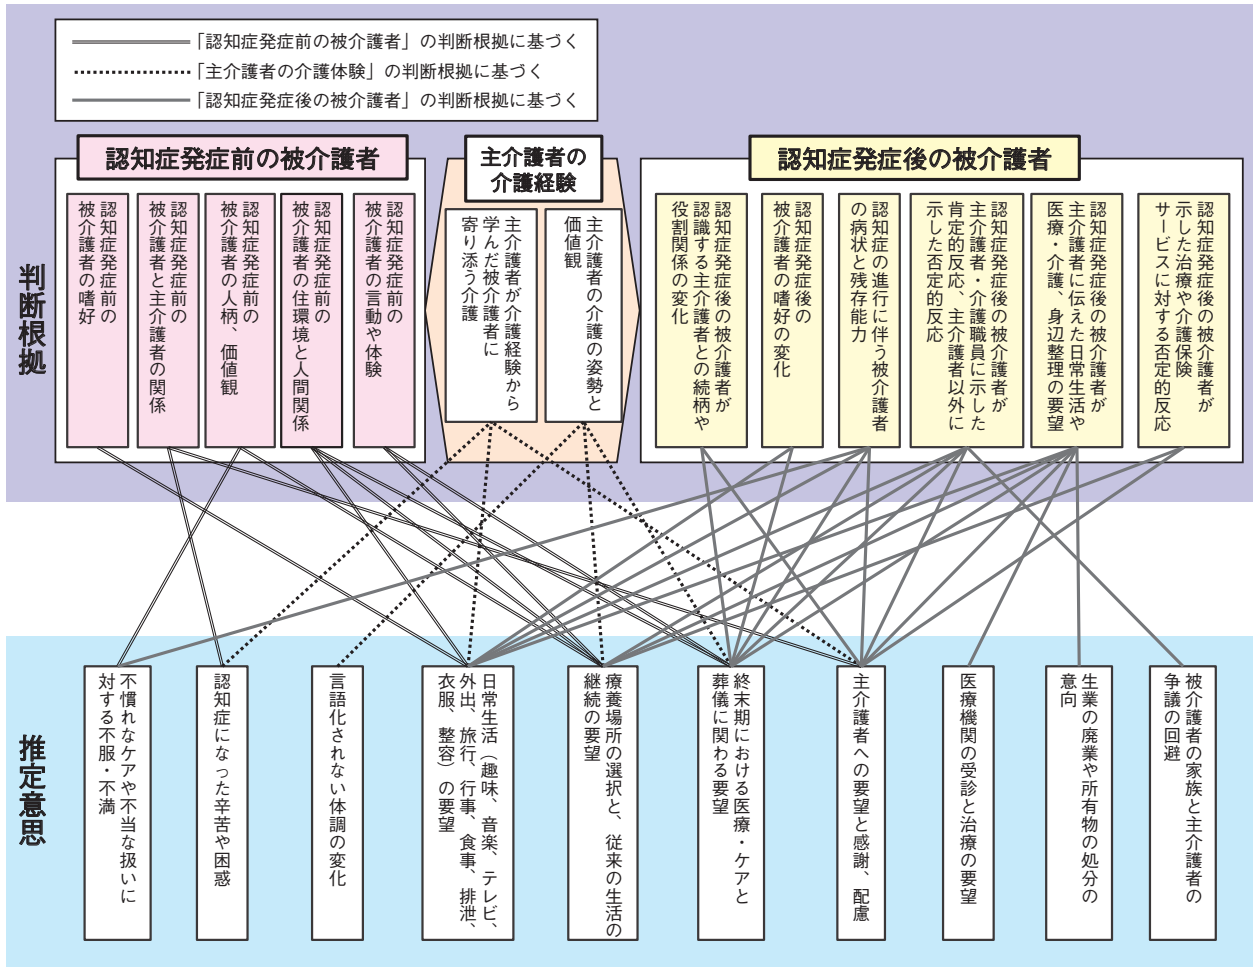 「認知症発症前の被介護者」の判断根拠に基づく
「主介護者の介護体験」の判断根拠に基づく
「認知症発症後の被介護者」の判断根拠に基づく
判断根拠
認知症発症前の被介護者
認知症発症前の
被介護者の嗜好
認知症発症前の
被介護者と主介護者の関係
認知症発症前の
被介護者の人柄、価値観
認知症発症前の
被介護者の住環境と人間関係
認知症発症前の
被介護者の言動や体験
主介護者の
介護経験
主介護者が介護経験から
学んだ被介護者に
寄り添う介護
主介護者の介護の姿勢と
価値観
認知症発症後の被介護者
認知症発症後の被介護者が
認識する主介護者との続柄や
役割関係の変化
認知症発症後の
被介護者の嗜好の変化
認知症の進行に伴う被介護者
の病状と残存能力
認知症発症後の被介護者が
主介護者・介護職員に示した
肯定的反応、主介護者以外に
示した否定的反応
認知症発症後の被介護者が
主介護者に伝えた日常生活や
医療・介護、身辺整理の要望
認知症発症後の被介護者が
示した治療や介護保険
サービスに対する否定的反応
推定意思
不慣れなケアや不当な扱いに
対する不服・不満
認知症になった辛苦や困惑
言語化されない体調の変化
日常生活（趣味、音楽、テレビ、
外出、旅行、行事、食事、排泄、
衣服、整容）の要望
療養場所の選択と、従来の生活の
継続の要望
終末期における医療・ケアと
葬儀に関わる要望
主介護者への要望と感謝、配慮
医療機関の受診と治療の要望
生業の廃業や所有物の処分の
意向
被介護者の家族と主介護者の
争議の回避